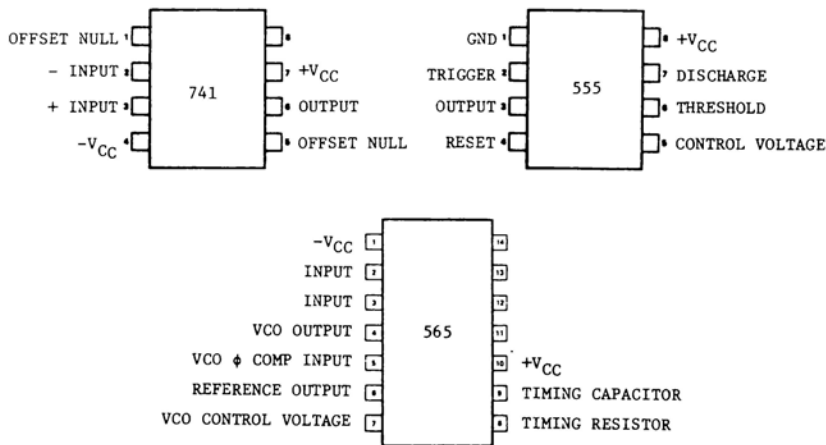 OFFSET NULL 1 8
- INPUT 2 7 +VCC
+ INPUT 3 6 OUTPUT
-VCC 4 5 OFFSET NULL
741
GND 1 8 +VCC
TRIGGER 2 7 DISCHARGE
OUTPUT 3 6 THRESHOLD
RESET 4 5 CONTROL VOLTAGE
555
-VCC 1 14
INPUT 2 13
INPUT 3 12
VCO OUTPUT 4 11
VCO ϕ COMP INPUT 5 10 +VCC
REFERENCE OUTPUT 6 9 TIMING CAPACITOR
VCO CONTROL VOLTAGE 7 8 TIMING RESISTOR
565